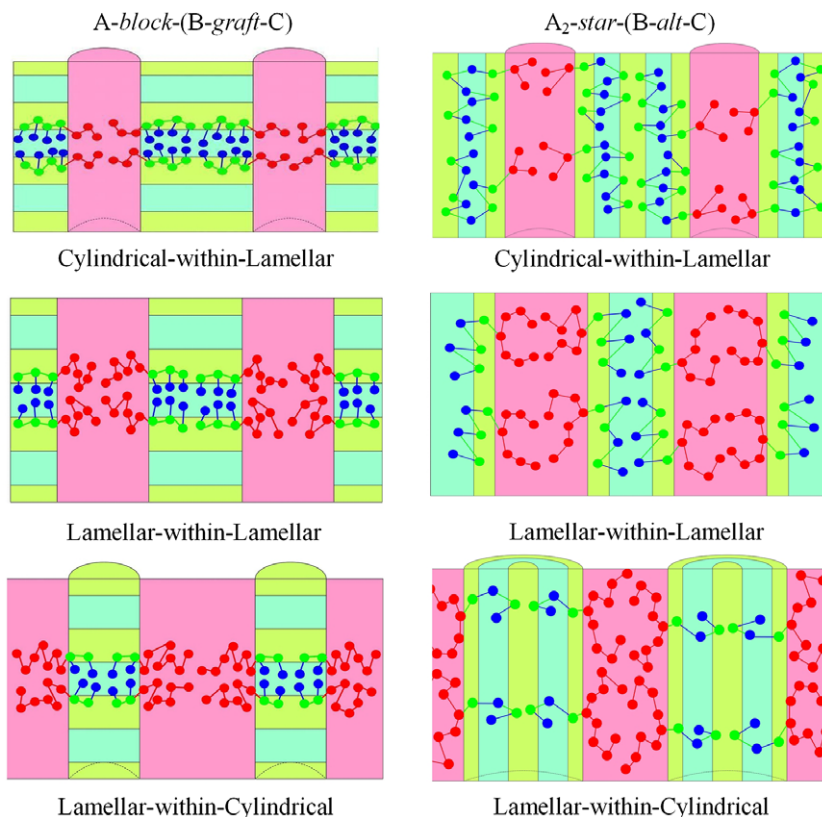 A-block-(B-graft-C)
A₂-star-(B-alt-C)
Cylindrical-within-Lamellar
Cylindrical-within-Lamellar
Lamellar-within-Lamellar
Lamellar-within-Lamellar
Lamellar-within-Cylindrical
Lamellar-within-Cylindrical